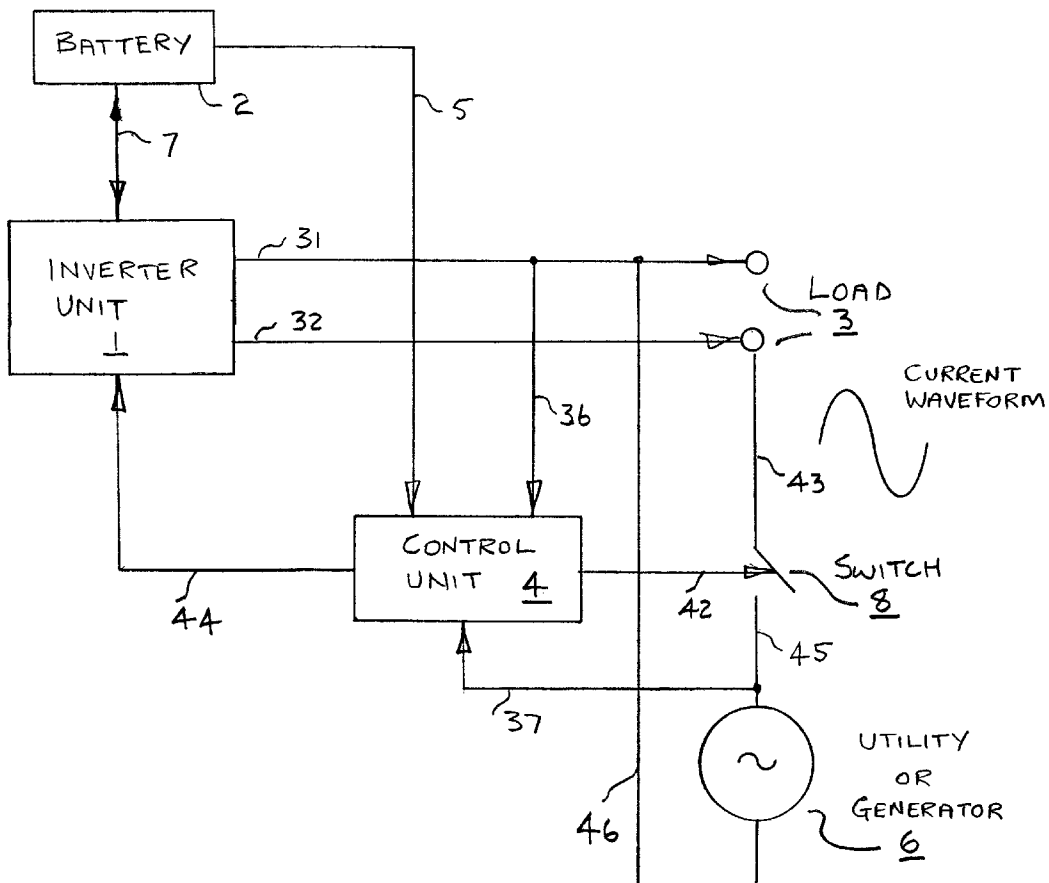 BATTERY
2
5
7
INVERTER
UNIT
1
31
32
LOAD
3
36
CURRENT
WAVEFORM
43
CONTROL
UNIT 4
SWITCH
8
42
44
45
37
UTILITY
OR
GENERATOR
6
46